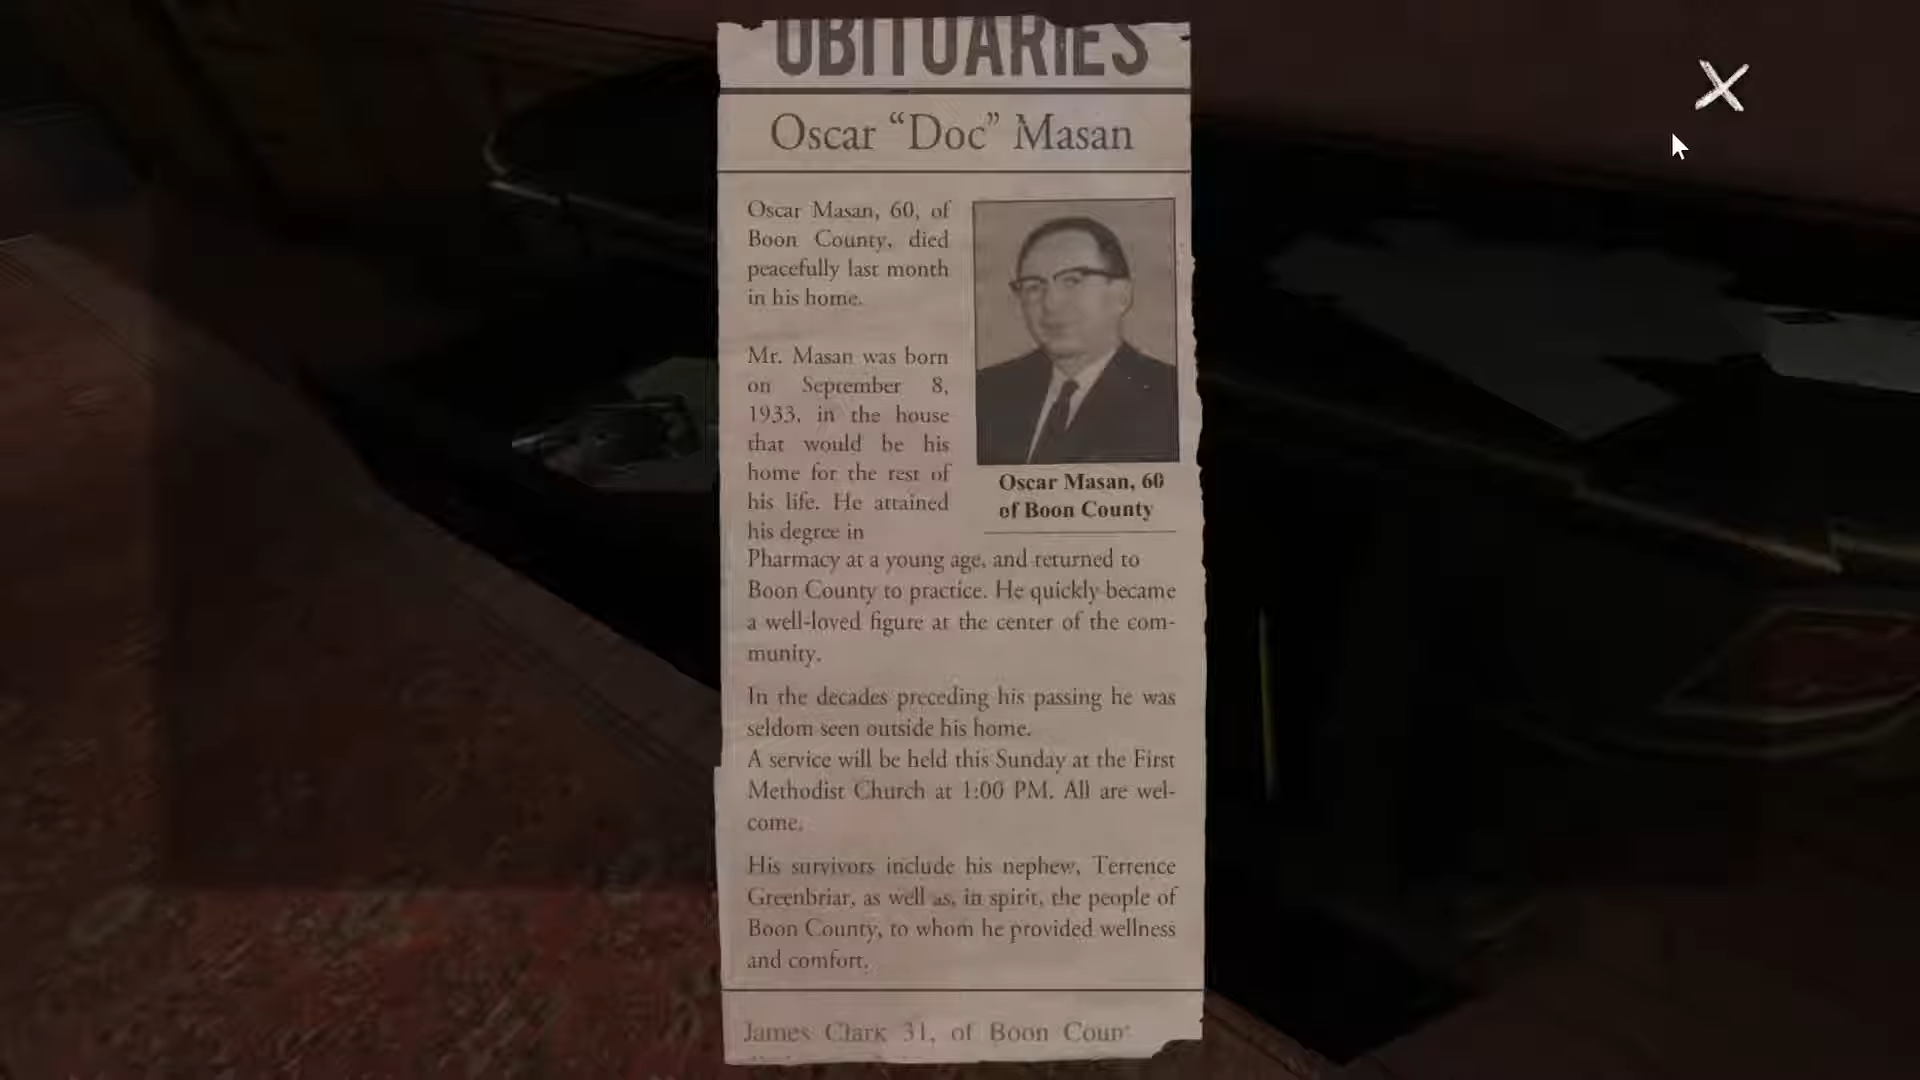 OBITUARIES
Oscar “Doc” Masan
Oscar Masan, 60, of
Boon County, died
peacefully last month
in his home.
Mr. Masan was born
on September 8,
1933, in the house
that would be his
home for the rest of
his life. He attained
his degree in
Oscar Masan, 60
of Boon County
Pharmacy at a young age, and returned to
Boon County to practice. He quickly became
a well-loved figure at the center of the com-
munity.
In the decades preceding his passing he was
seldom seen outside his home.
A service will be held this Sunday at the First
Methodist Church at 1:00 PM. All are wel-
come.
His survivors include his nephew, Terrence
Greenbriar, as well as, in spirit, the people of
Boon County, to whom he provided wellness
and comfort.
James Clark 31, of Boon Coun